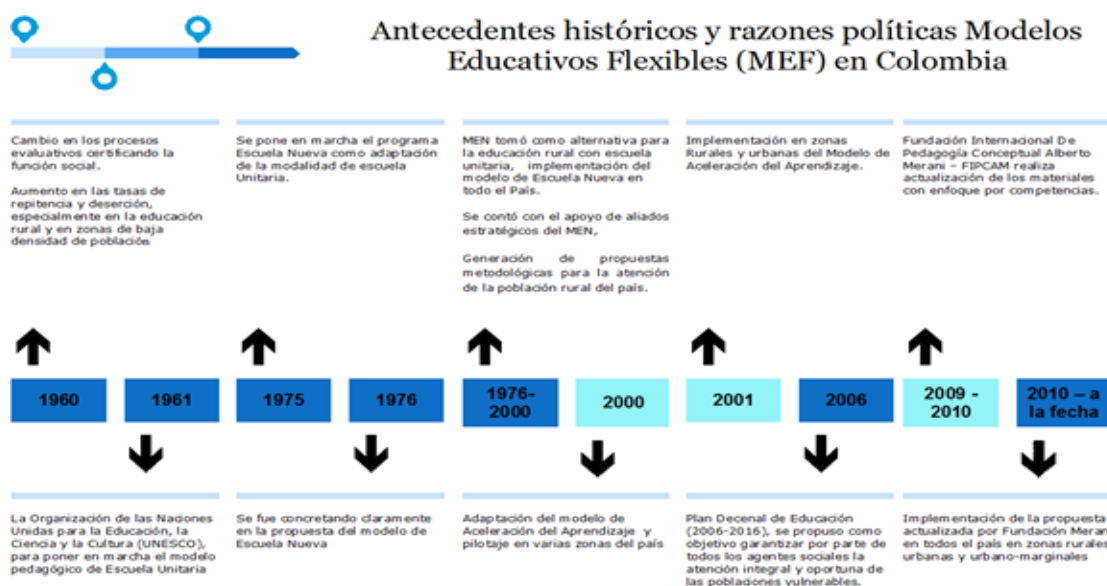 Antecedentes históricos y razones políticas Modelos
Educativos Flexibles (MEF) en Colombia
Cambio en los procesos
evaluativos certificando la
función social.
Aumento en las tasas de
repitencia y deserción,
especialmente en la educación
rural y en zonas de baja
densidad de población.
Se pone en marcha el programa
Escuela Nueva como adaptación
de la modalidad de escuela
Unitaria.
MEN tomó como alternativa para
la educación rural con escuela
unitaria, implementación del
modelo de Escuela Nueva en
todo el País.
Se contó con el apoyo de aliados
estratégicos del MEN,
Generación de propuestas
metodológicas para la atención
de la población rural del país.
Implementación en zonas
Rurales y urbanas del Modelo de
Aceleración del Aprendizaje.
Fundación Internacional De
Pedagogía Conceptual Alberto
Merani – FIPCAM realiza
actualización de los materiales
con enfoque por competencias.
1960
1961
1975
1976
1976-
2000
2000
2001
2006
2009 -
2010
2010 – a
la fecha
La Organización de las Naciones
Unidas para la Educación, la
Ciencia y la Cultura (UNESCO),
para poner en marcha el modelo
pedagógico de Escuela Unitaria
Se fue concretando claramente
en la propuesta del modelo de
Escuela Nueva
Adaptación del modelo de
Aceleración del Aprendizaje y
pilotaje en varias zonas del país
Plan Decenal de Educación
(2006-2016), se propuso como
objetivo garantizar por parte de
todos los agentes sociales la
atención integral y oportuna de
las poblaciones vulnerables.
Implementación de la propuesta
actualizada por Fundación Merani
en todo el país en zonas rurales
urbanas y urbano-marginales